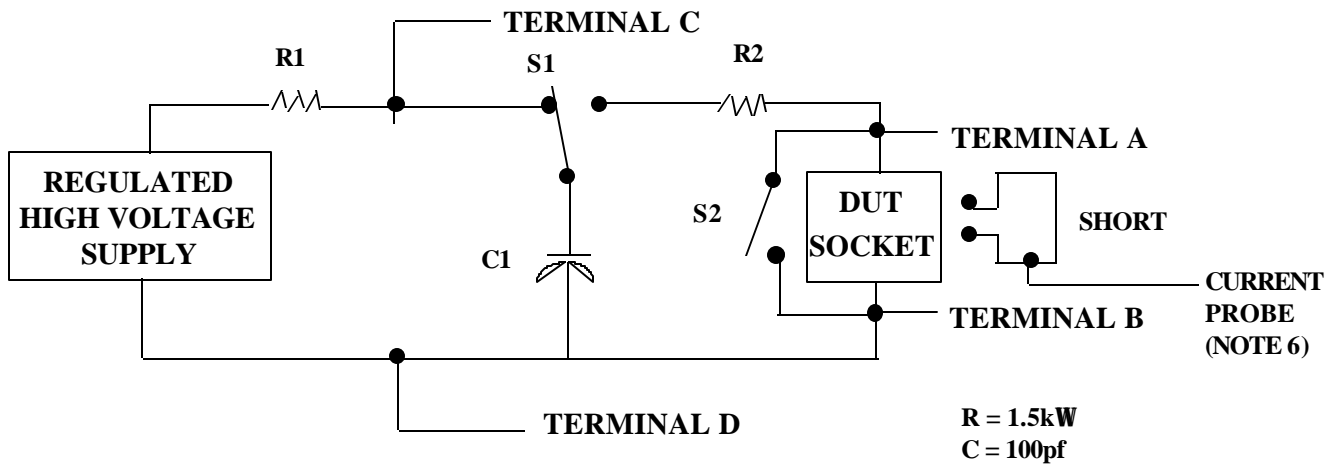 TERMINAL C
R1
S1
R2
TERMINAL A
REGULATED
HIGH VOLTAGE
SUPPLY
S2
DUT
SOCKET
SHORT
C1
CURRENT
PROBE
(NOTE 6)
TERMINAL B
TERMINAL D
R = 1.5kW
C = 100pf